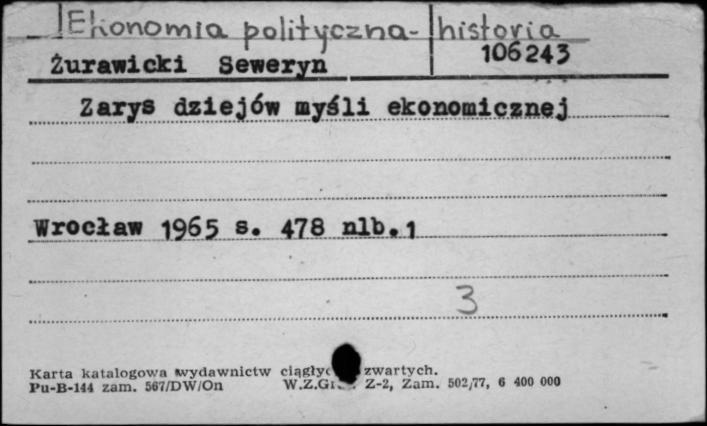 Ekonomia polityczna - historia
106243
Żurawicki Seweryn
Zarys dziejów myśli ekonomicznej
Wrocław 1965 s. 478 nlb.1
3
Karta katalogowa wydawnictw zwartych.
Pu-B-144 zam. 567/DW/On W.Z.Gr Z-2, Zam. 502/77, 6 400 000